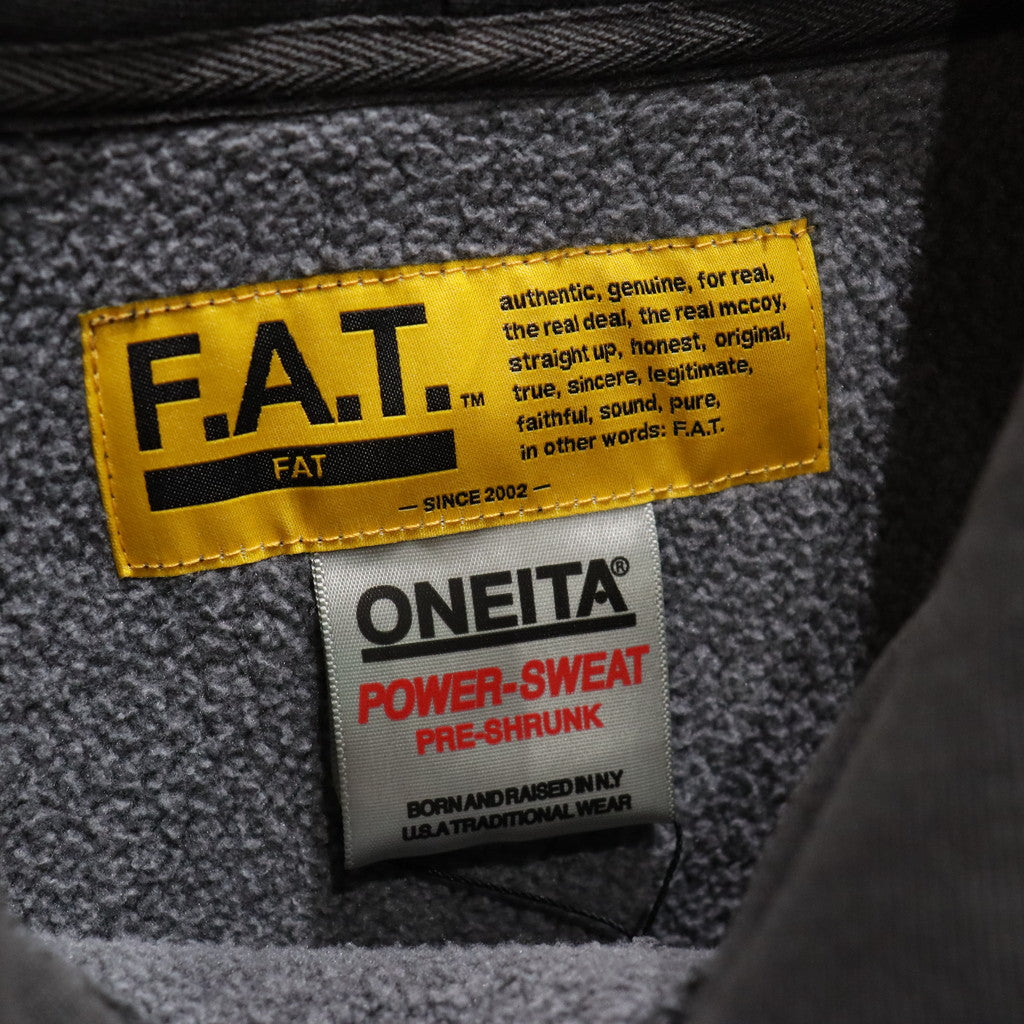 F.A.T.™
FAT
authentic, genuine, for real,
the real deal, the real mccoy,
straight up, honest, original,
true, sincere, legitimate,
faithful, sound, pure,
in other words: F.A.T.
— SINCE 2002 —
ONEITA®
POWER-SWEAT
PRE-SHRUNK
BORN AND RAISED IN N.Y
U.S.A TRADITIONAL WEAR